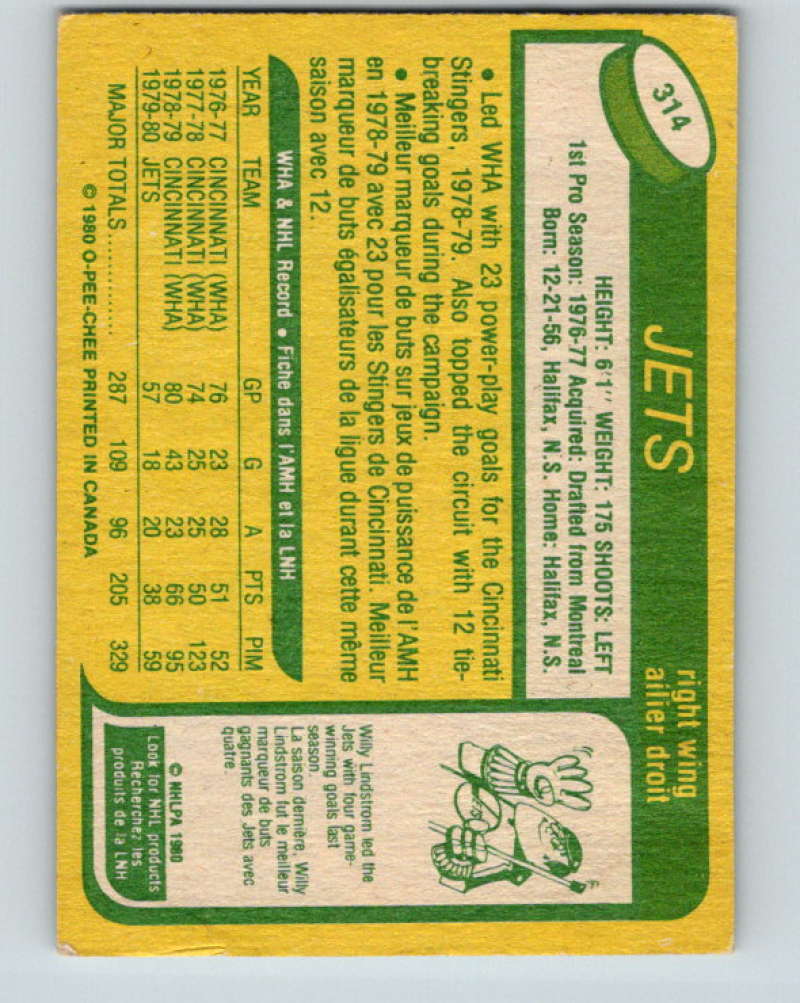 314
JETS
right wing
ailier droit
HEIGHT: 6'1" WEIGHT: 175 SHOOTS: LEFT
1st Pro Season: 1976-77 Acquired: Drafted from Montreal
Born: 12-21-56, Halifax, N.S. Home: Halifax, N.S.
• Led WHA with 23 power-play goals for the Cincinnati
Stingers, 1978-79. Also topped the circuit with 12 tie-
breaking goals during the campaign.
• Meilleur marqueur de buts sur jeux de puissance de l'AMH
en 1978-79 avec 23 pour les Stingers de Cincinnati. Meilleur
marqueur de buts égalisateurs de la ligue durant cette même
saison avec 12.
WHA & NHL Record • Fiche dans l'AMH et la LNH
YEAR TEAM GP G A PTS PIM
1976-77 CINCINNATI (WHA) 76 23 28 51 52
1977-78 CINCINNATI (WHA) 74 25 25 50 123
1978-79 CINCINNATI (WHA) 80 43 23 66 95
1979-80 JETS 57 18 20 38 59
MAJOR TOTALS............. 287 109 96 205 329
© 1980 O-PEE-CHEE PRINTED IN CANADA
Willy Lindstrom led the
Jets with four game-
winning goals last
season.
La saison dernière, Willy
Lindstrom fut le meilleur
marqueur de buts
gagnants des Jets avec
quatre.
© NHLPA 1980
Look for NHL products
Recherchez les
produits de la LNH